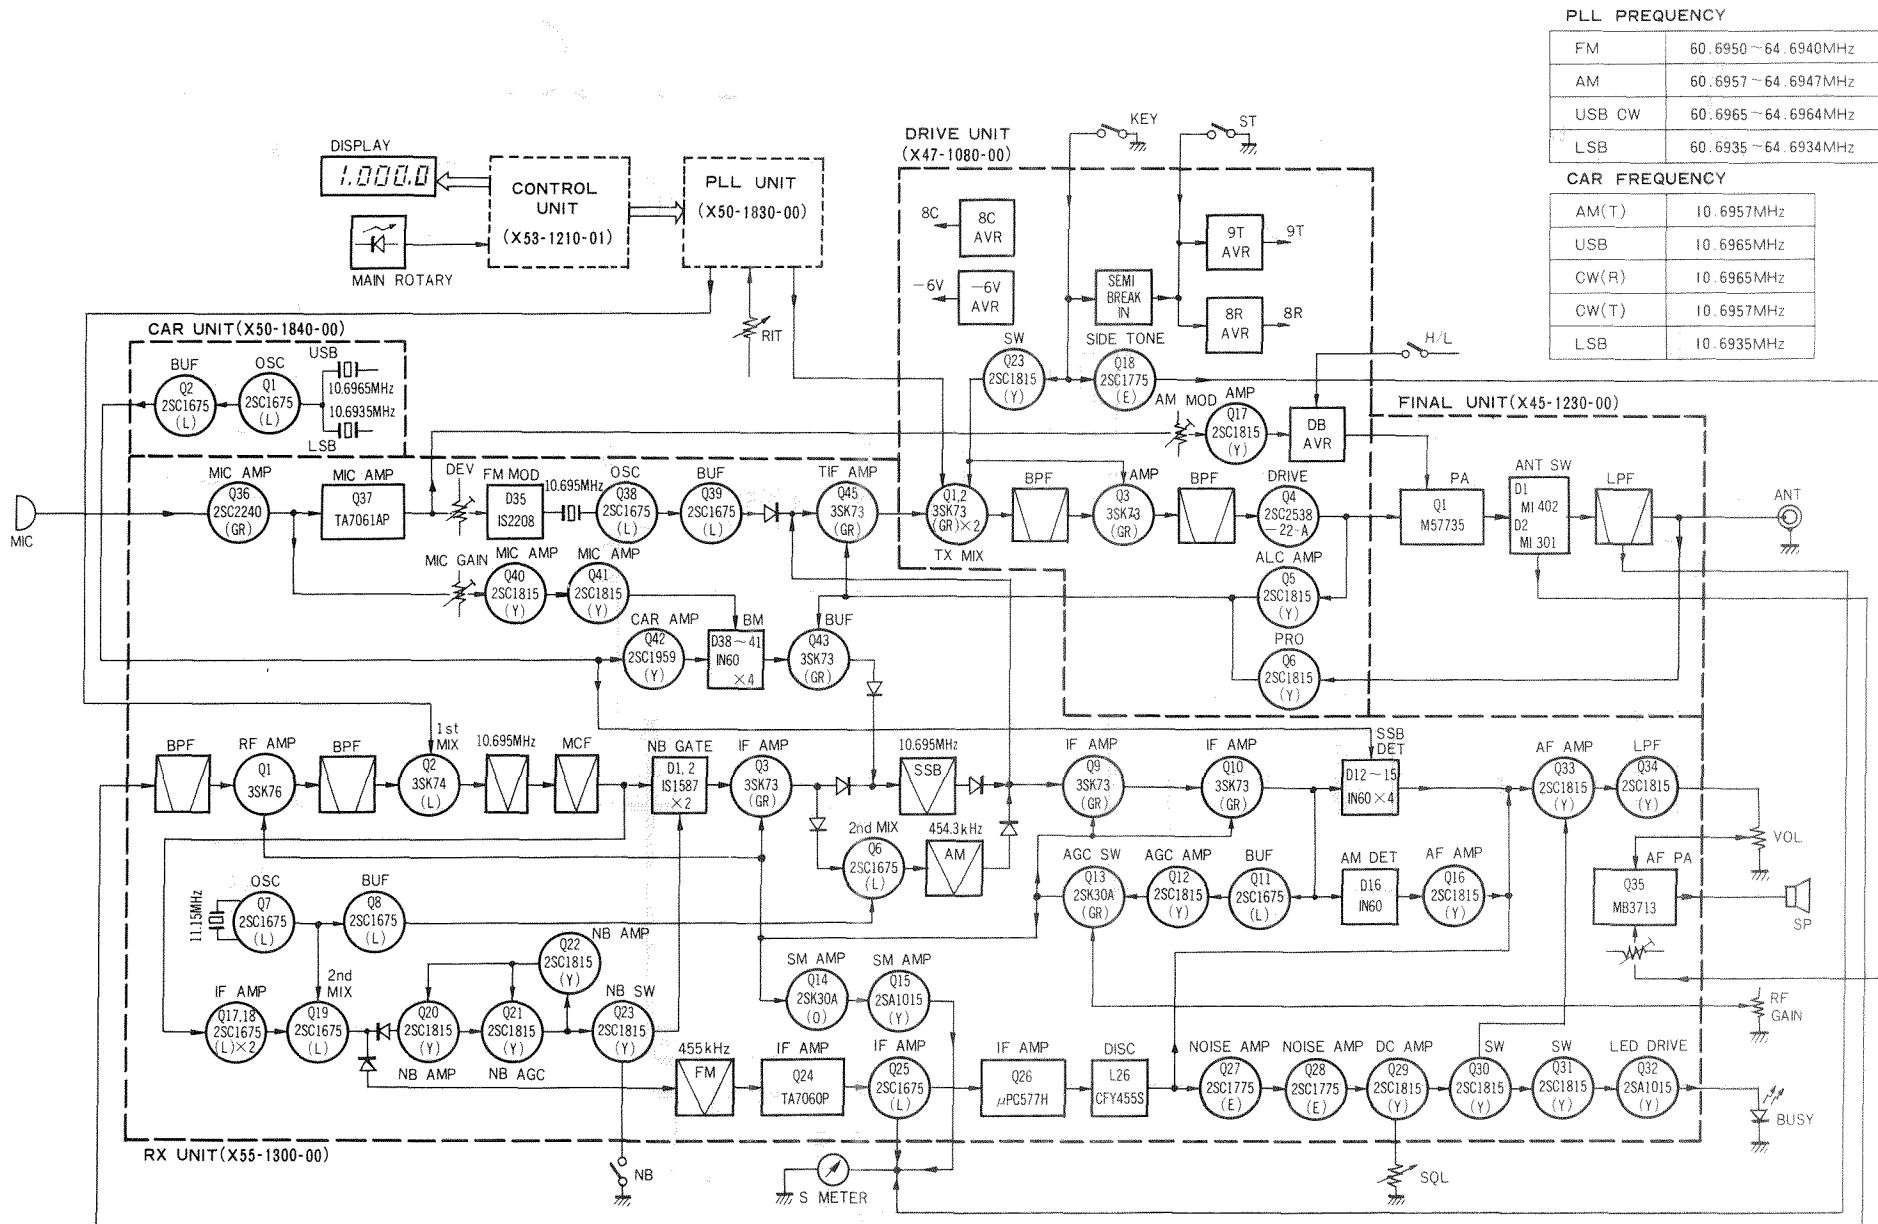 PLL PREQUENCY
FM 60.6950~64.6940MHz
AM 60.6957~64.6947MHz
USB CW 60.6965~64.6964MHz
LSB 60.6935~64.6934MHz
CAR FREQUENCY
AM(T) 10.6957MHz
USB 10.6965MHz
CW(R) 10.6965MHz
CW(T) 10.6957MHz
LSB 10.6935MHz
DISPLAY
1.000.0
MAIN ROTARY
CONTROL
UNIT
(X53-1210-01)
PLL UNIT
(X50-1830-00)
RIT
DRIVE UNIT
(X47-1080-00)
KEY
ST
8C
8C
AVR
-6V
-6V
AVR
SEMI
BREAK
IN
9T
AVR
9T
8R
AVR
8R
SW
Q23
2SC1815
(Y)
SIDE TONE
Q18
2SC1775
(E)
H/L
AM MOD
AMP
Q17
2SC1815
(Y)
DB
AVR
CAR UNIT(X50-1840-00)
BUF
Q2
2SC1675
(L)
OSC
Q1
2SC1675
(L)
USB
10.6965MHz
10.6935MHz
LSB
FINAL UNIT(X45-1230-00)
MIC
MIC AMP
Q36
2SC2240
(GR)
MIC AMP
Q37
TA7061AP
DEV
FM MOD
D35
IS2208
10.695MHz
OSC
Q38
2SC1675
(L)
BUF
Q39
2SC1675
(L)
TIF AMP
Q45
3SK73
(GR)
Q1,2
3SK73
(GR)×2
TX MIX
BPF
AMP
Q3
3SK73
(GR)
BPF
DRIVE
Q4
2SC2538
-22-A
PA
Q1
M57735
ANT SW
D1
MI402
D2
MI301
LPF
ANT
MIC GAIN
MIC AMP
Q40
2SC1815
(Y)
MIC AMP
Q41
2SC1815
(Y)
ALC AMP
Q5
2SC1815
(Y)
CAR AMP
Q42
2SC1959
(Y)
BM
D38~41
IN60
×4
BUF
Q43
3SK73
(GR)
PRO
Q6
2SC1815
(Y)
BPF
RF AMP
Q1
3SK76
BPF
1st
MIX
Q2
3SK74
(L)
10.695MHz
MCF
NB GATE
D1,2
IS1587
×2
IF AMP
Q3
3SK73
(GR)
10.695MHz
SSB
IF AMP
Q9
3SK73
(GR)
IF AMP
Q10
3SK73
(GR)
SSB
DET
D12~15
IN60×4
AF AMP
Q33
2SC1815
(Y)
LPF
Q34
2SC1815
(Y)
VOL
2nd MIX
Q6
2SC1675
(L)
454.3kHz
AM
AGC SW
Q13
2SK30A
(GR)
AGC AMP
Q12
2SC1815
(Y)
BUF
Q11
2SC1675
(L)
AM DET
D16
IN60
AF AMP
Q16
2SC1815
(Y)
AF PA
Q35
MB3713
SP
11.15MHz
OSC
Q7
2SC1675
(L)
BUF
Q8
2SC1675
(L)
NB AMP
Q22
2SC1815
(Y)
SM AMP
Q14
2SK30A
(O)
SM AMP
Q15
2SA1015
(Y)
RF
GAIN
IF AMP
Q17,18
2SC1675
(L)×2
2nd
MIX
Q19
2SC1675
(L)
Q20
2SC1815
(Y)
NB AMP
Q21
2SC1815
(Y)
NB AGC
NB SW
Q23
2SC1815
(Y)
455kHz
FM
IF AMP
Q24
TA7060P
IF AMP
Q25
2SC1675
(L)
IF AMP
Q26
μPC577H
DISC
L26
CFY455S
NOISE AMP
Q27
2SC1775
(E)
NOISE AMP
Q28
2SC1775
(E)
DC AMP
Q29
2SC1815
(Y)
SW
Q30
2SC1815
(Y)
SW
Q31
2SC1815
(Y)
LED DRIVE
Q32
2SA1015
(Y)
BUSY
RX UNIT(X55-1300-00)
NB
S METER
SQL